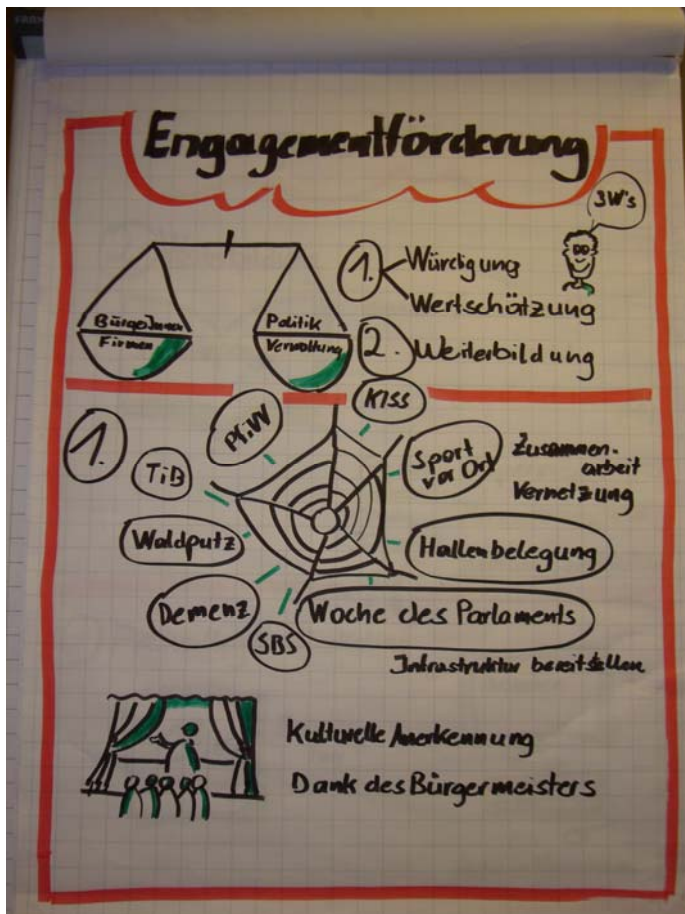 Engagementförderung
3W's
1. Würdigung
Wertschätzung
2. Weiterbildung
BürgerInnen
Firmen
Politik
Verwaltung
1.
PfiW
KISS
TiB
Sport
vor Ort
Zusammen-
arbeit
Vernetzung
Waldputz
Hallenbelegung
Demenz
SBS
Woche des Parlaments
Infrastruktur bereitstellen
Kulturelle Anerkennung
Dank des Bürgermeisters